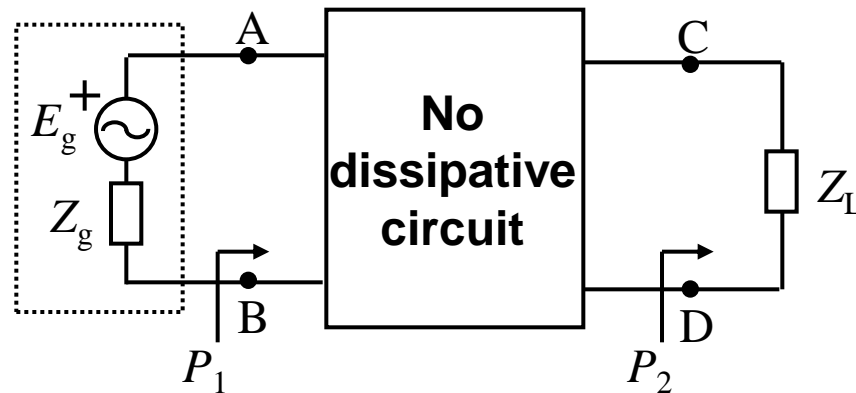 A
C
+
E_g
No
dissipative
circuit
Z_L
Z_g
B
D
P_1
P_2